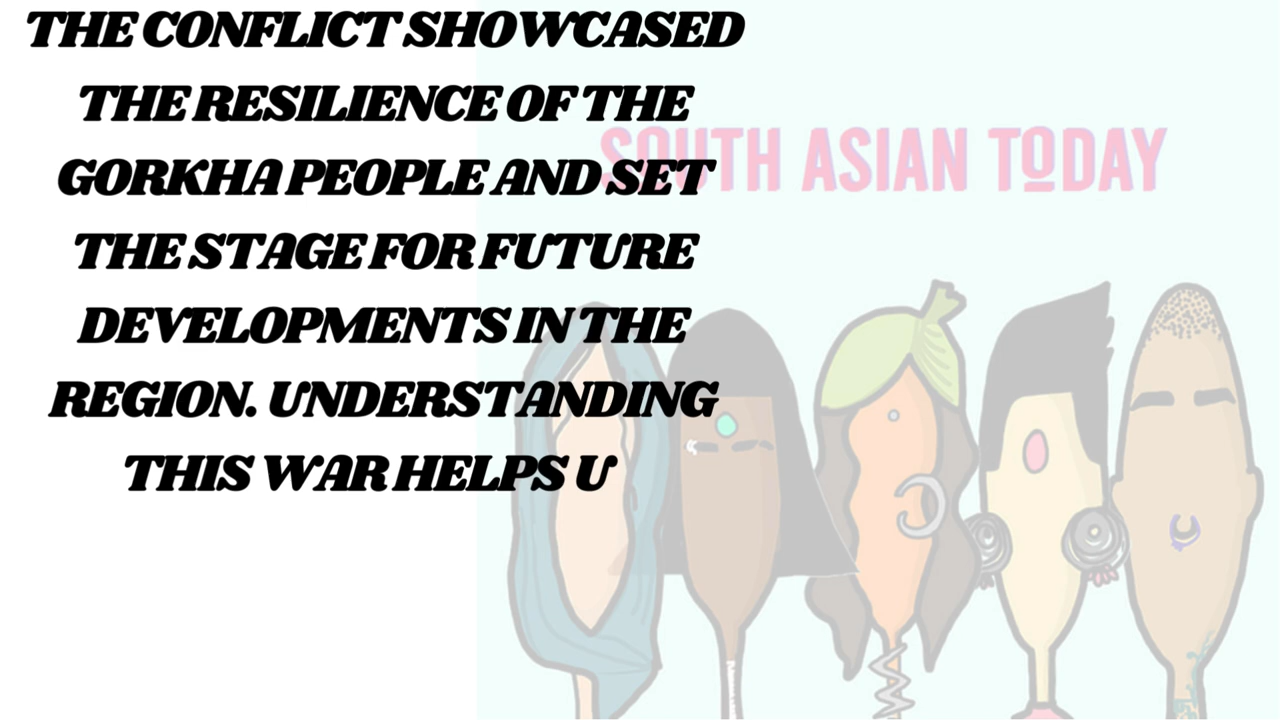 THE CONFLICT SHOWCASED
THE RESILIENCE OF THE
GORKHA PEOPLE AND SET
THE STAGE FOR FUTURE
DEVELOPMENTS IN THE
REGION. UNDERSTANDING
THIS WAR HELPS U
SOUTH ASIAN TODAY